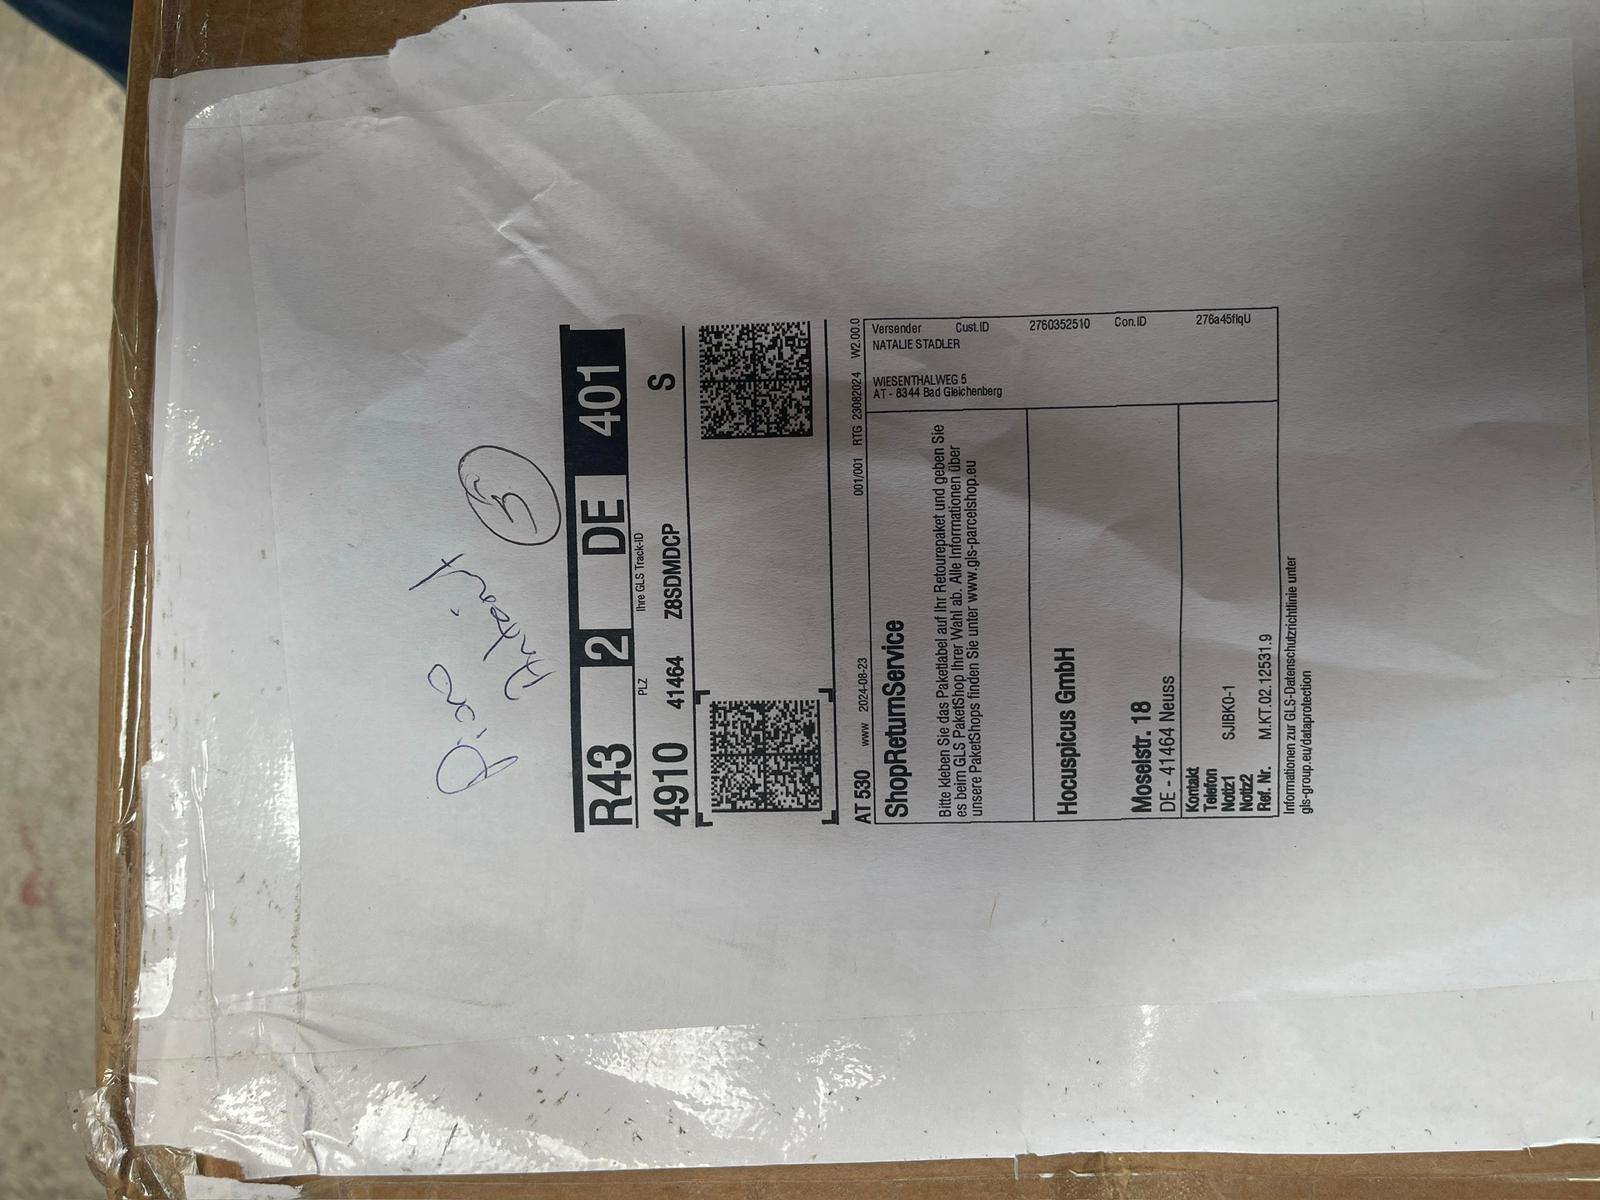 5
R43 2 DE 401
PLZ Ihre GLS Track-ID
4910 41464 Z8SDMDCP S
AT 530 www 2024-08-23 001/001 RTG 23082024 W2.00.0
ShopReturnService
Bitte kleben Sie das Paketlabel auf Ihr Retourepaket und geben Sie
es beim GLS PaketShop Ihrer Wahl ab. Alle Informationen über
unsere PaketShops finden Sie unter www.gls-parcelshop.eu
Versender Cust.ID 2760352510 Con.ID 276a45flqU
NATALIE STADLER
WIESENTHALWEG 5
AT - 8344 Bad Gleichenberg
Hocuspicus GmbH
Moselstr. 18
DE - 41464 Neuss
Kontakt
Telefon
Notiz1 SJIBK0-1
Notiz2
Ref. Nr. M.KT.02.12531.9
Informationen zur GLS-Datenschutzrichtlinie unter
gls-group.eu/dataprotection